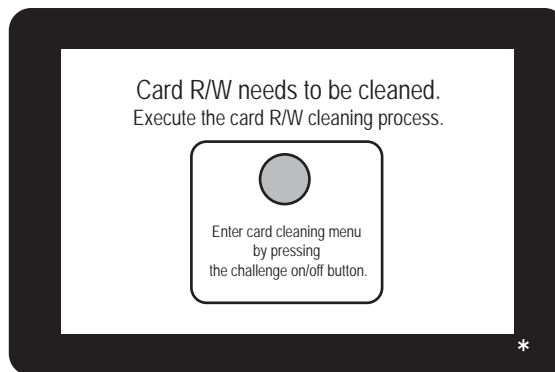 Card R/W needs to be cleaned.
Execute the card R/W cleaning process.
Enter card cleaning menu
by pressing
the challenge on/off button.
*